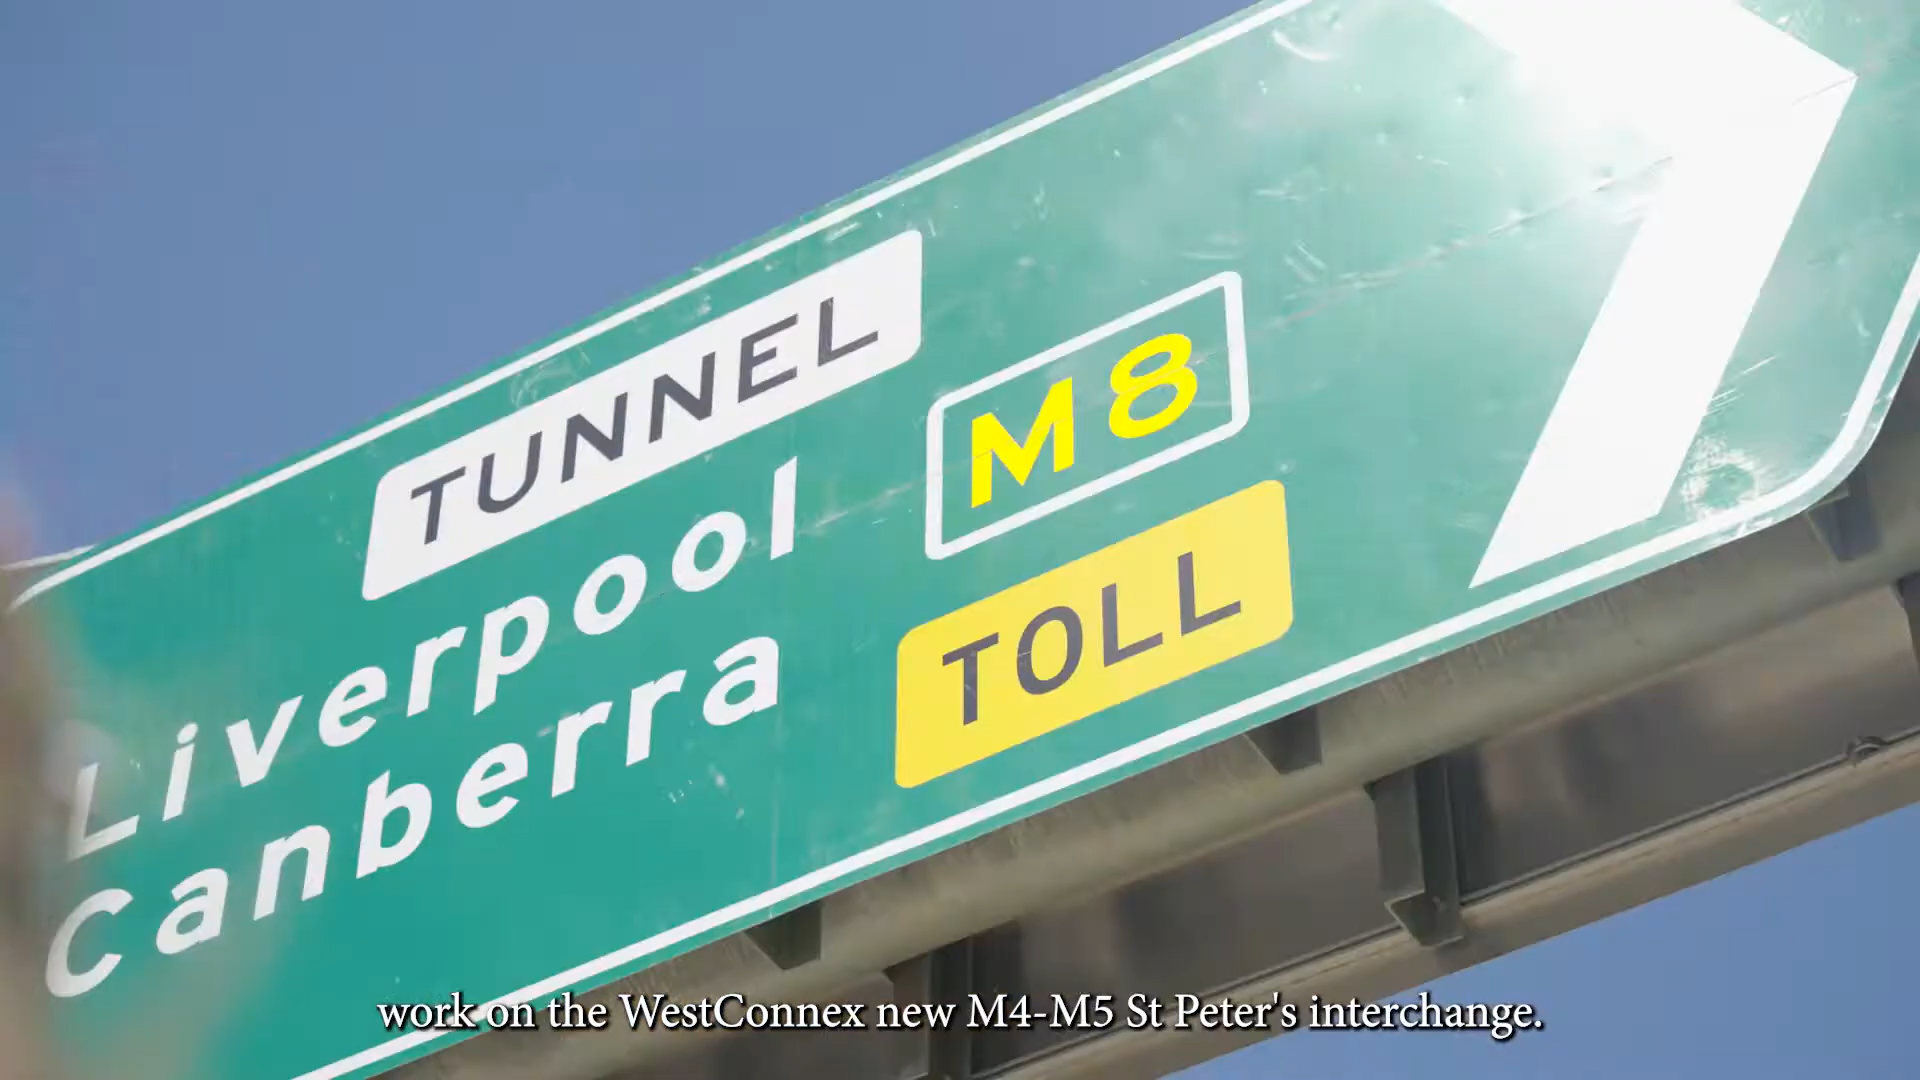 TUNNEL
Liverpool
M8
Canberra
TOLL
work on the WestConnex new M4-M5 St Peter's interchange.